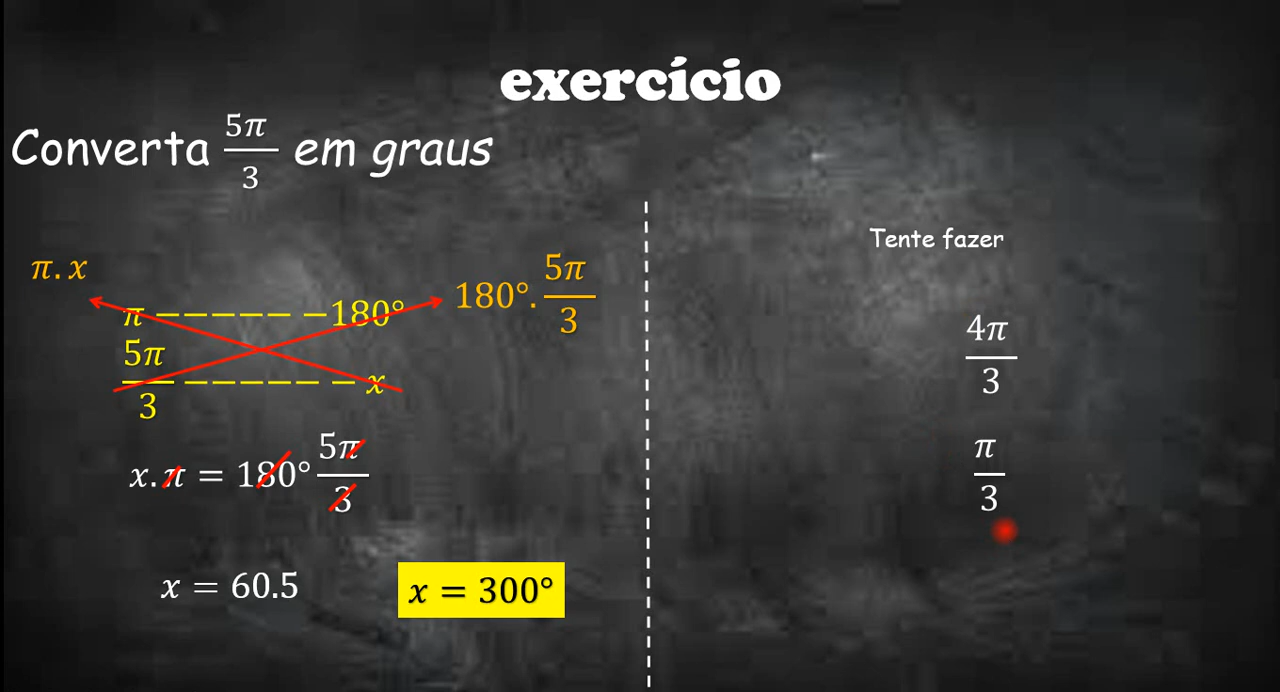 exercício
Converta 5π/3 em graus
π.x
π ------180°
180°.5π/3
5π/3 ------ x
x.π = 180° 5π/3
x = 60.5
x = 300°
Tente fazer
4π/3
π/3